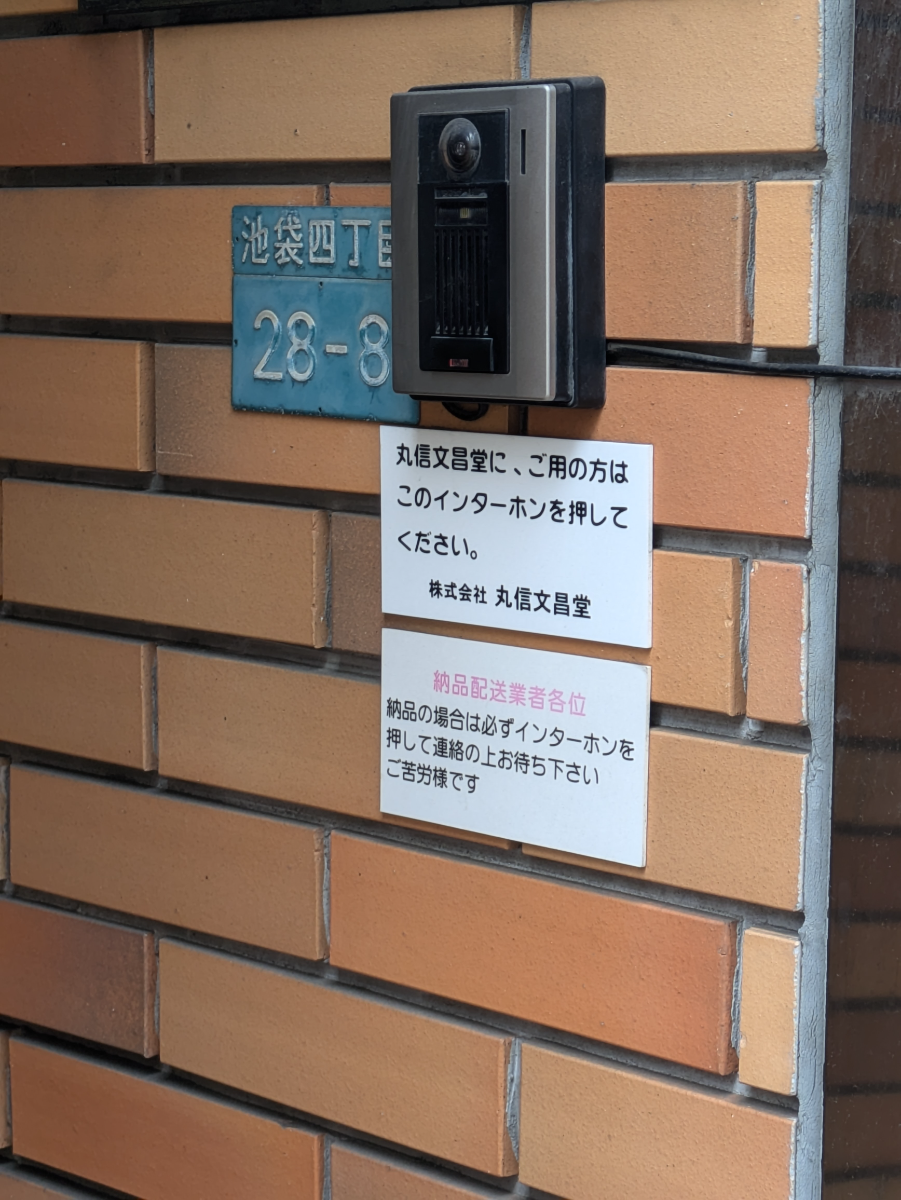 池袋四丁目
28-8
丸信文昌堂に、ご用の方は
このインターホンを押して
ください。
株式会社 丸信文昌堂
納品配送業者各位
納品の場合は必ずインターホンを
押して連絡の上お待ち下さい
ご苦労様です